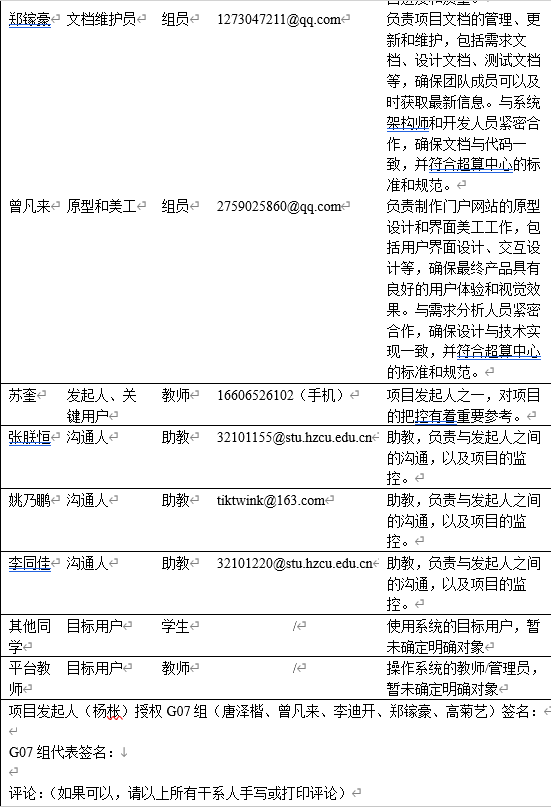 郑镓豪 文档维护员 组员 1273047211@qq.com 负责项目文档的管理、更
新和维护，包括需求文
档、设计文档、测试文档
等，确保团队成员可以及
时获取最新信息。与系统
架构师和开发人员紧密合
作，确保文档与代码一
致，并符合超算中心的标
准和规范。
曾凡来 原型和美工 组员 2759025860@qq.com 负责制作门户网站的原型
设计和界面美工工作，包
括用户界面设计、交互设
计等，确保最终产品具有
良好的用户体验和视觉效
果。与需求分析人员紧密
合作，确保设计与技术实
现一致，并符合超算中心
的标准和规范。
苏奎 发起人、关 教师 16606526102（手机） 项目发起人之一，对项目
键用户 的把控有着重要参考。
张朕恒 沟通人 助教 32101155@stu.hzcu.edu.cn 助教，负责与发起人之间
的沟通，以及项目的监
控。
姚乃鹏 沟通人 助教 tiktwink@163.com 助教，负责与发起人之间
的沟通，以及项目的监
控。
李同佳 沟通人 助教 32101220@stu.hzcu.edu.cn 助教，负责与发起人之间
的沟通，以及项目的监
控。
其他同 目标用户 学生 / 使用系统的目标用户，暂
学 未确定明确对象
平台教 目标用户 教师 / 操作系统的教师/管理员，
师 暂未确定明确对象
项目发起人（杨枨）授权 G07 组（唐泽楷、曾凡来、李迪开、郑镓豪、高菊艺）签名：
G07 组代表签名：
评论：（如果可以，请以上所有干系人手写或打印评论）